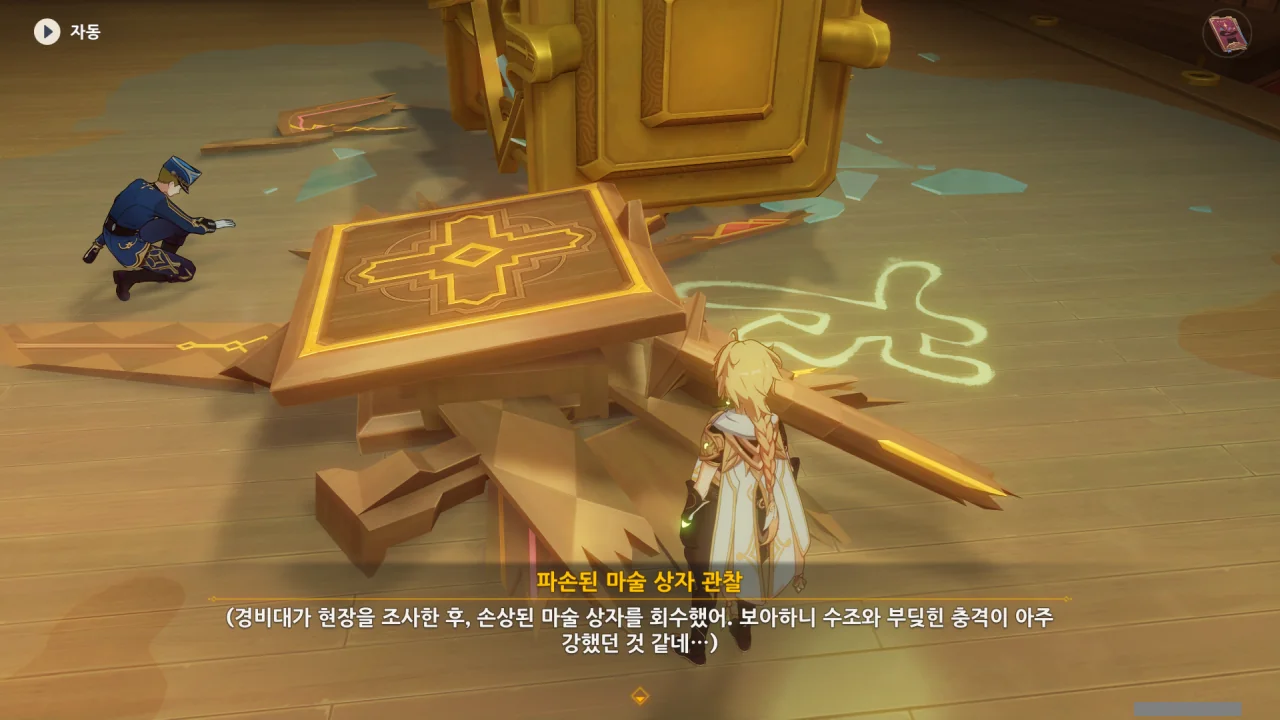 자동
파손된 마술 상자 관찰
(경비대가 현장을 조사한 후, 손상된 마술 상자를 회수했어. 보아하니 수조와 부딪힌 충격이 아주
강했던 것 같네…)